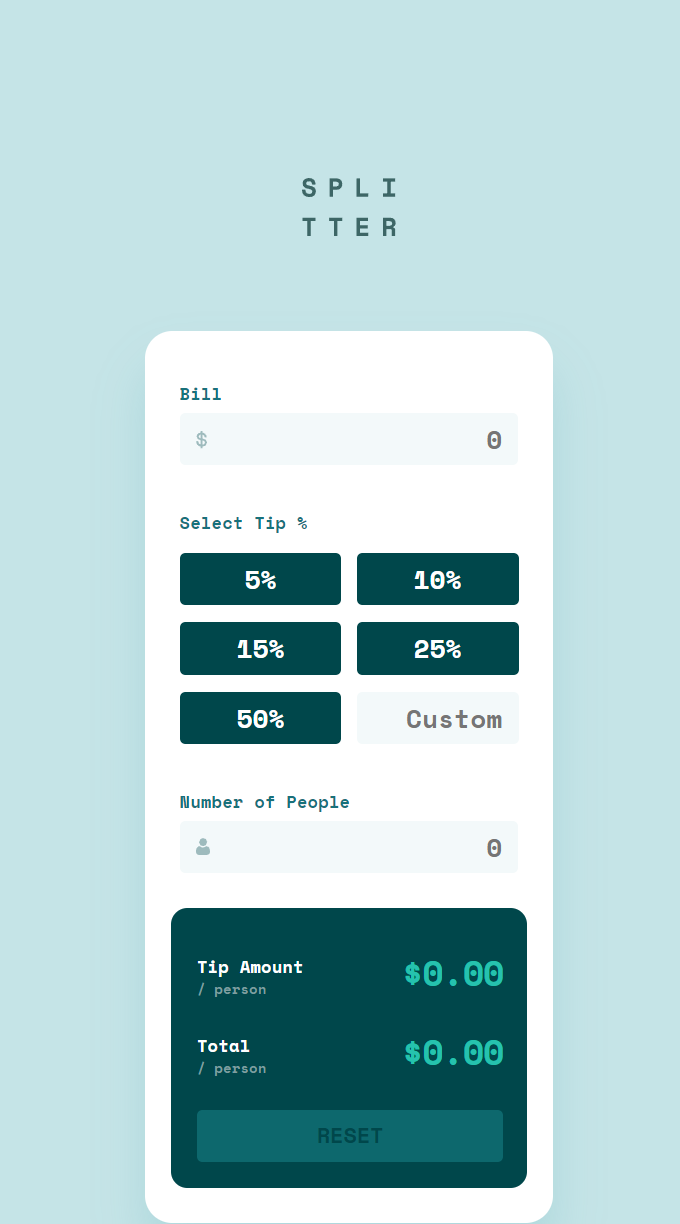 SPLI
TTER
Bill
$ 0
Select Tip %
5% 10%
15% 25%
50% Custom
Number of People
0
Tip Amount
/ person
$0.00
Total
/ person
$0.00
RESET